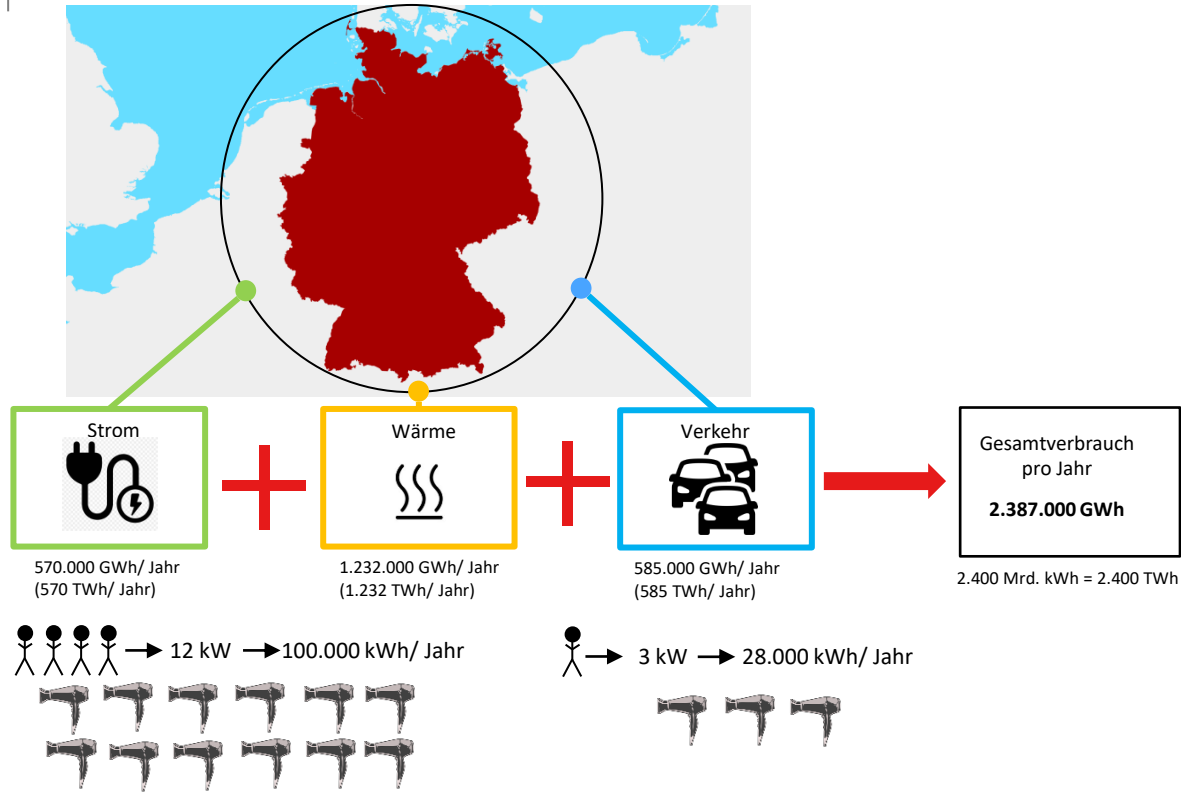 Strom
Wärme
Verkehr
Gesamtverbrauch
pro Jahr
2.387.000 GWh
570.000 GWh/ Jahr
(570 TWh/ Jahr)
1.232.000 GWh/ Jahr
(1.232 TWh/ Jahr)
585.000 GWh/ Jahr
(585 TWh/ Jahr)
2.400 Mrd. kWh = 2.400 TWh
12 kW
100.000 kWh/ Jahr
3 kW
28.000 kWh/ Jahr